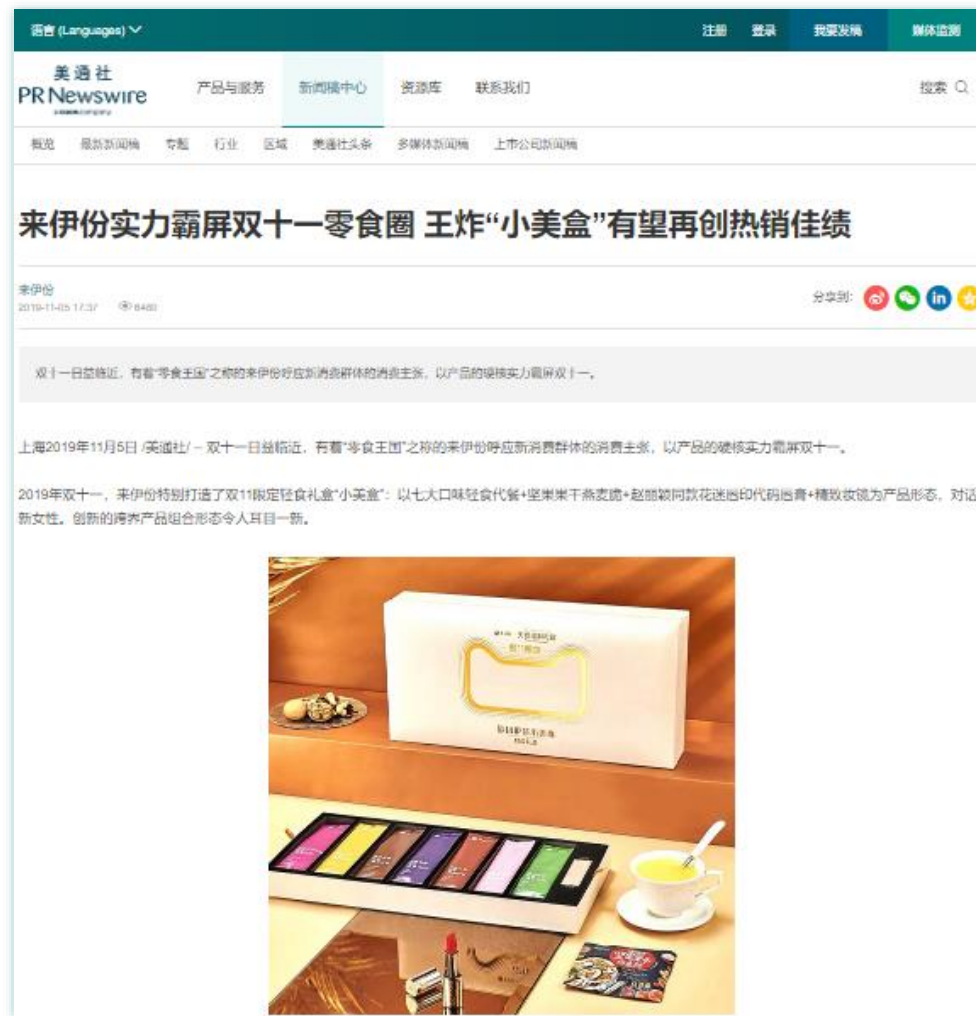 语言 (Languages)
注册 登录 我要发稿 媒体监测
美通社
PR Newswire
产品与服务 新闻稿中心 资源库 联系我们 搜索
概览 最新新闻稿 专题 行业 区域 美通社头条 多媒体新闻稿 上市公司新闻稿
来伊份实力霸屏双十一零食圈 王炸“小美盒”有望再创热销佳绩
来伊份
2019-11-05 17:37 6480
分享到:
双十一日益临近，有着“零食王国”之称的来伊份呼应新消费群体的消费主张，以产品的硬核实力霸屏双十一。
上海2019年11月5日 /美通社/ -- 双十一日益临近，有着“零食王国”之称的来伊份呼应新消费群体的消费主张，以产品的硬核实力霸屏双十一。
2019年双十一，来伊份特别打造了双11限定轻食礼盒“小美盒”：以七大口味轻食代餐+坚果果干燕麦脆+赵丽颖同款花迷唇印代码唇膏+精致妆镜为产品形态，对话
新女性。创新的跨界产品组合形态令人耳目一新。